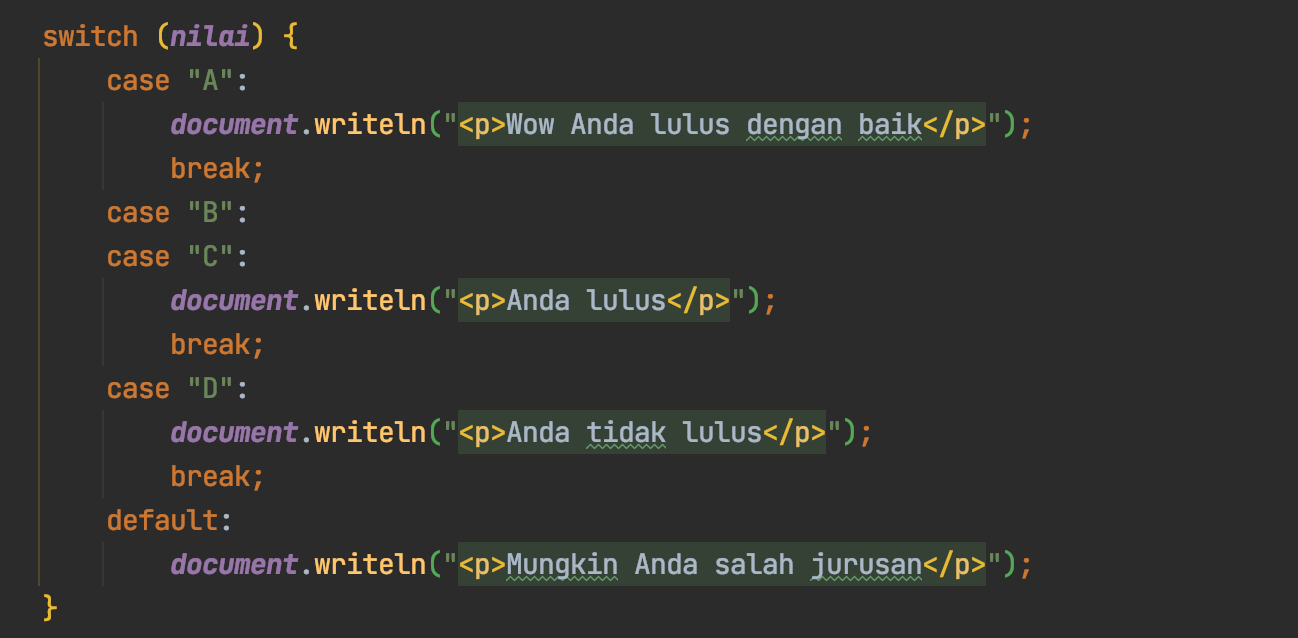 switch (nilai) {
    case "A":
        document.writeln("<p>Wow Anda lulus dengan baik</p>");
        break;
    case "B":
    case "C":
        document.writeln("<p>Anda lulus</p>");
        break;
    case "D":
        document.writeln("<p>Anda tidak lulus</p>");
        break;
    default:
        document.writeln("<p>Mungkin Anda salah jurusan</p>");
}